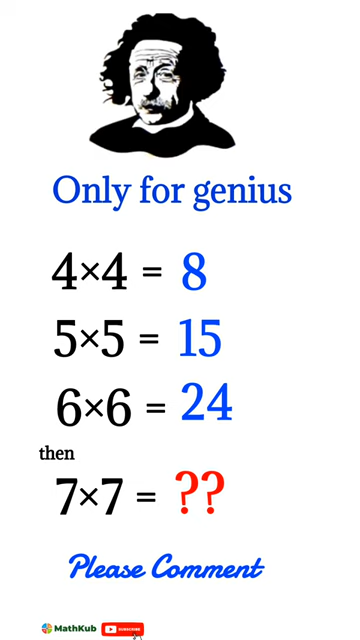 Only for genius
4×4 = 8
5×5 = 15
6×6 = 24
then
7×7 = ??
Please Comment
MathKub SUBSCRIBE